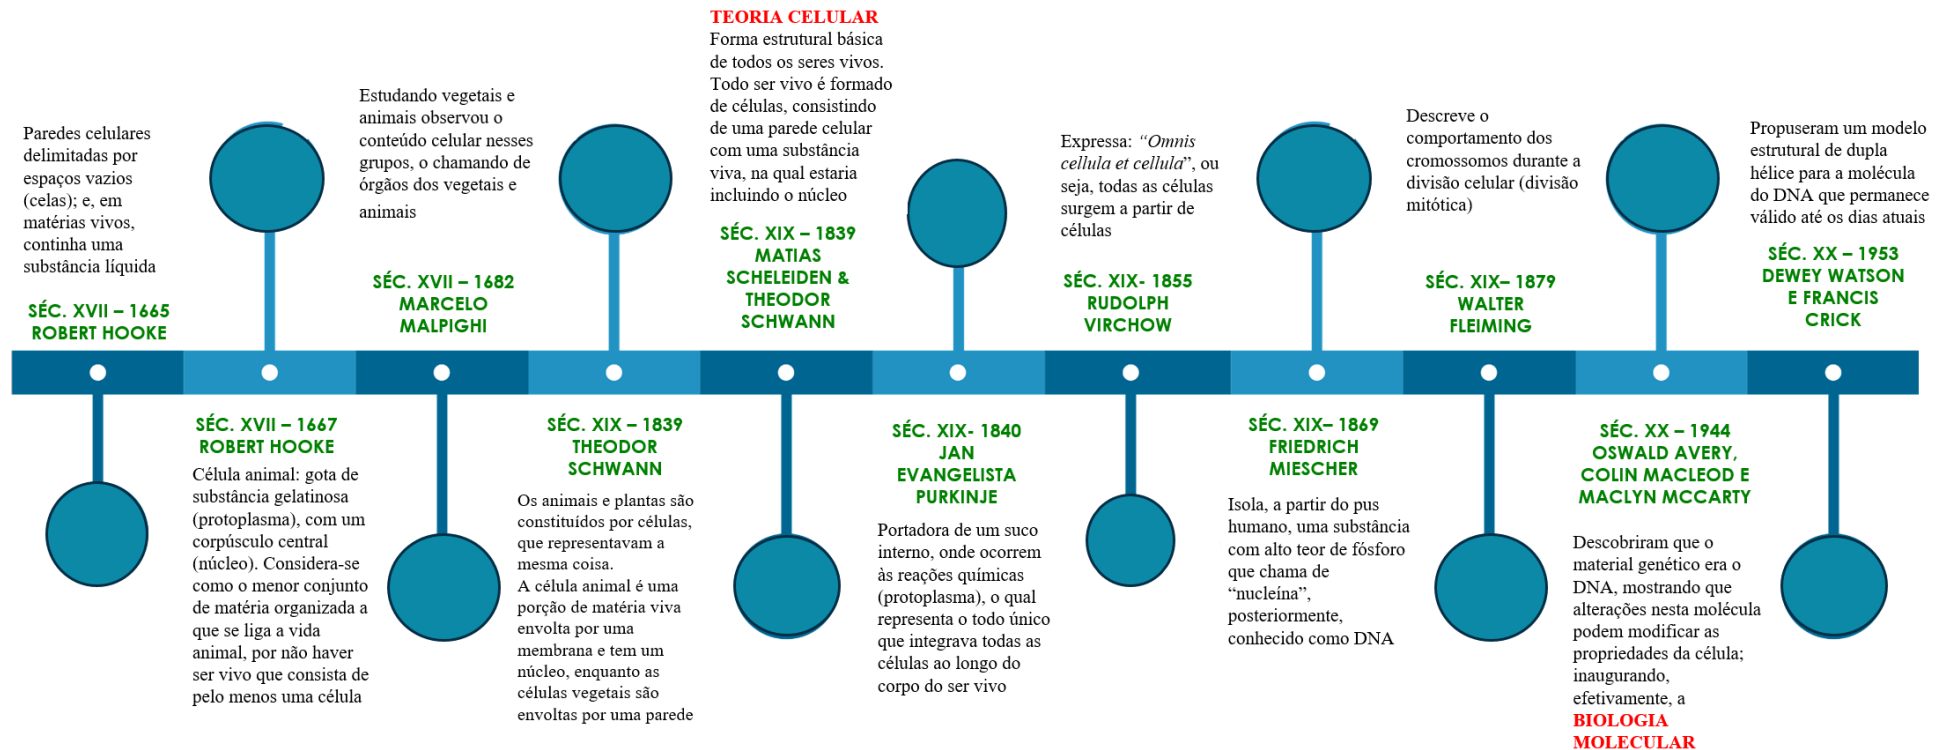 Paredes celulares
delimitadas por
espaços vazios
(celas); e, em
matérias vivos,
continha uma
substância líquida
SÉC. XVII – 1665
ROBERT HOOKE
SÉC. XVII – 1667
ROBERT HOOKE
Célula animal: gota de
substância gelatinosa
(protoplasma), com um
corpúsculo central
(núcleo). Considera-se
como o menor conjunto
de matéria organizada a
que se liga a vida
animal, por não haver
ser vivo que consista de
pelo menos uma célula
Estudando vegetais e
animais observou o
conteúdo celular nesses
grupos, o chamando de
órgãos dos vegetais e
animais
SÉC. XVII – 1682
MARCELO
MALPIGHI
SÉC. XIX – 1839
THEODOR
SCHWANN
Os animais e plantas são
constituídos por células,
que representavam a
mesma coisa.
A célula animal é uma
porção de matéria viva
envolta por uma
membrana e tem um
núcleo, enquanto as
células vegetais são
envoltas por uma parede
TEORIA CELULAR
Forma estrutural básica
de todos os seres vivos.
Todo ser vivo é formado
de células, consistindo
de uma parede celular
com uma substância
viva, na qual estaria
incluindo o núcleo
SÉC. XIX – 1839
MATIAS
SCHELEIDEN &
THEODOR
SCHWANN
SÉC. XIX- 1840
JAN
EVANGELISTA
PURKINJE
Portadora de um suco
interno, onde ocorrem
às reações químicas
(protoplasma), o qual
representa o todo único
que integrava todas as
células ao longo do
corpo do ser vivo
Expressa: “Omnis
cellula et cellula”, ou
seja, todas as células
surgem a partir de
células
SÉC. XIX- 1855
RUDOLPH
VIRCHOW
SÉC. XIX– 1869
FRIEDRICH
MIESCHER
Isola, a partir do pus
humano, uma substância
com alto teor de fósforo
que chama de
“nucleína”,
posteriormente,
conhecido como DNA
Descreve o
comportamento dos
cromossomos durante a
divisão celular (divisão
mitótica)
SÉC. XIX– 1879
WALTER
FLEIMING
SÉC. XX – 1944
OSWALD AVERY,
COLIN MACLEOD E
MACLYN MCCARTY
Descobriram que o
material genético era o
DNA, mostrando que
alterações nesta molécula
podem modificar as
propriedades da célula;
inaugurando,
efetivamente, a
BIOLOGIA
MOLECULAR
Propuseram um modelo
estrutural de dupla
hélice para a molécula
do DNA que permanece
válido até os dias atuais
SÉC. XX – 1953
DEWEY WATSON
E FRANCIS
CRICK